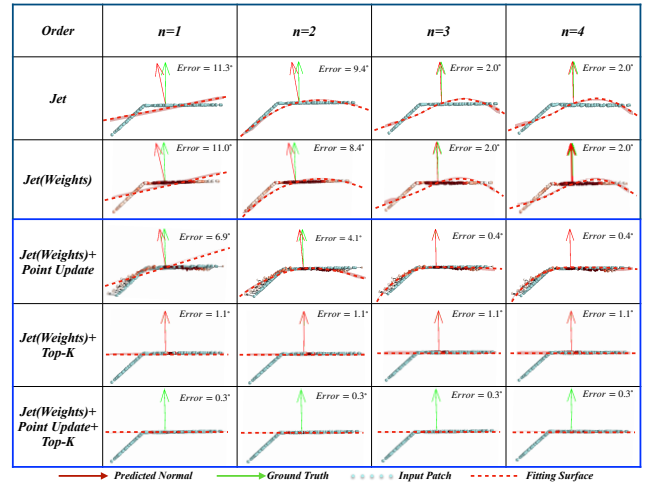 Order n=1 n=2 n=3 n=4
Jet Error = 11.3° Error = 9.4° Error = 2.0° Error = 2.0°
Jet(Weights) Error = 11.0° Error = 8.4° Error = 2.0° Error = 2.0°
Jet(Weights)+
Point Update
Error = 6.9° Error = 4.1° Error = 0.4° Error = 0.4°
Jet(Weights)+
Top-K
Error = 1.1° Error = 1.1° Error = 1.1° Error = 1.1°
Jet(Weights)+
Point Update+
Top-K
Error = 0.3° Error = 0.3° Error = 0.3° Error = 0.3°
Predicted Normal Ground Truth Input Patch Fitting Surface